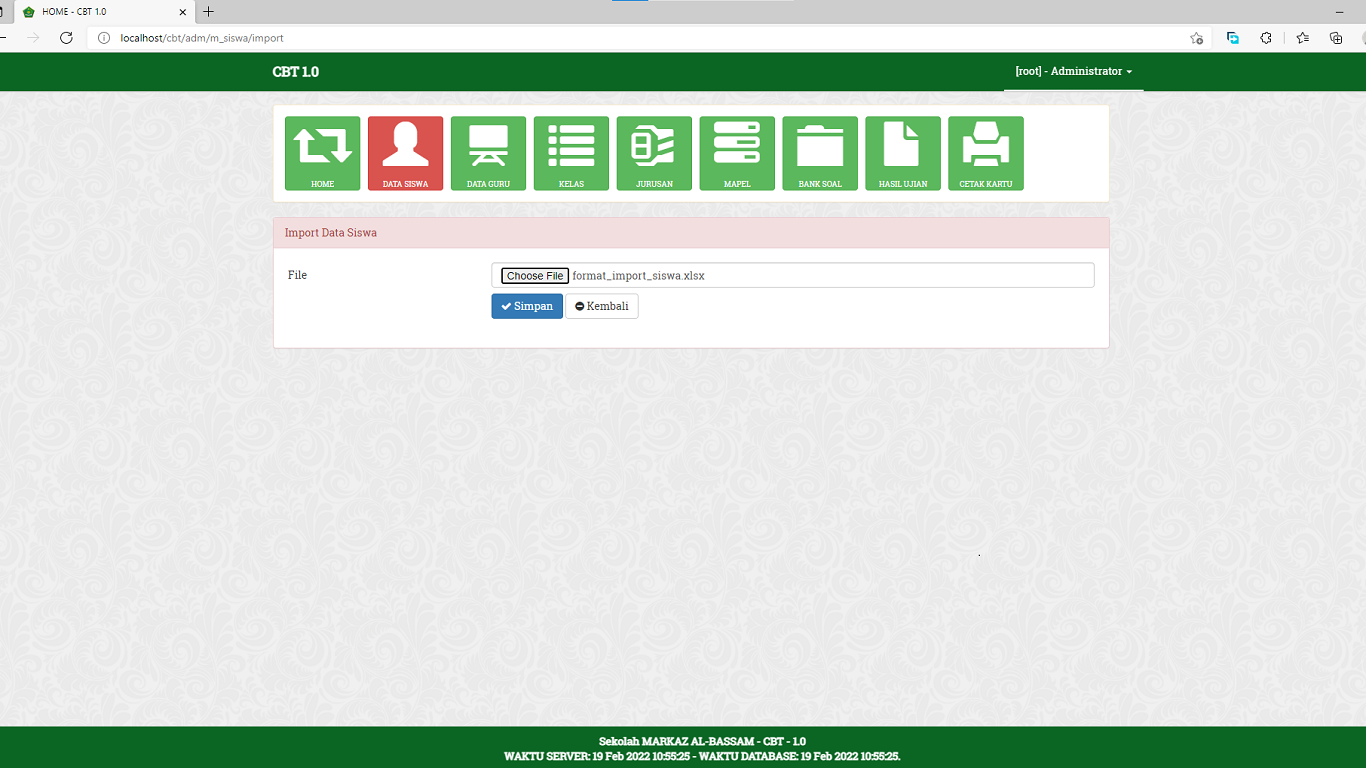 HOME - CBT 1.0
localhost/cbt/adm/m_siswa/import
CBT 1.0
[root] - Administrator
HOME
DATA SISWA
DATA GURU
KELAS
JURUSAN
MAPEL
BANK SOAL
HASIL UJIAN
CETAK KARTU
Import Data Siswa
File
Choose File format_import_siswa.xlsx
Simpan
Kembali
Sekolah MARKAZ AL-BASSAM - CBT - 1.0
WAKTU SERVER: 19 Feb 2022 10:55:25 - WAKTU DATABASE: 19 Feb 2022 10:55:25.